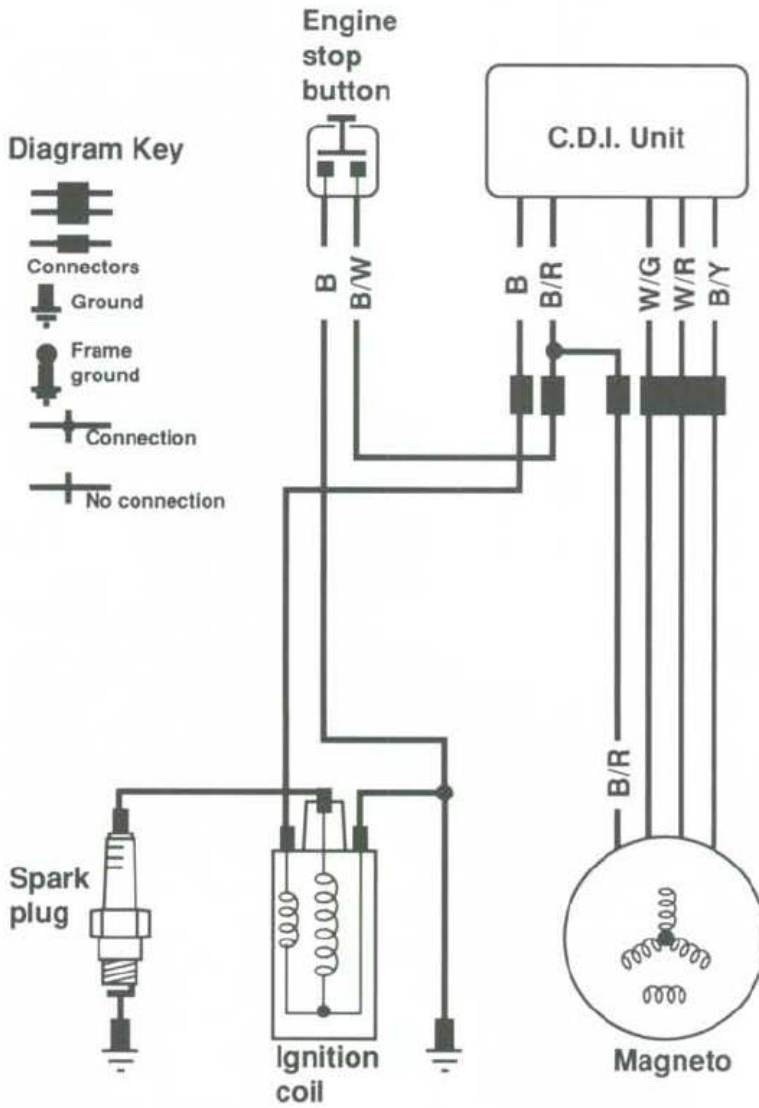 Engine
stop
button
C.D.I. Unit
Diagram Key
Connectors
Ground
Frame
ground
Connection
No connection
B
B/W
B
B/R
W/G
W/R
B/Y
B/R
Spark
plug
Ignition
coil
Magneto